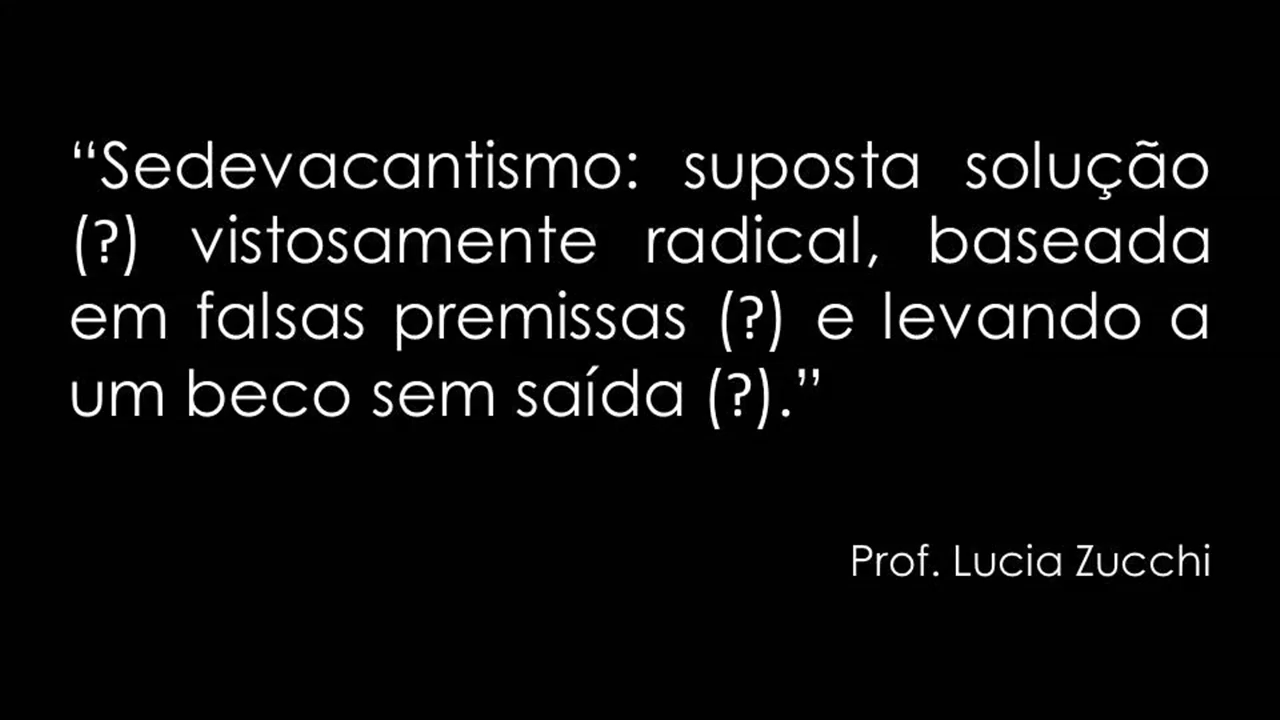 “Sedevacantismo: suposta solução
(?) vistosamente radical, baseada
em falsas premissas (?) e levando a
um beco sem saída (?).”
Prof. Lucia Zucchi